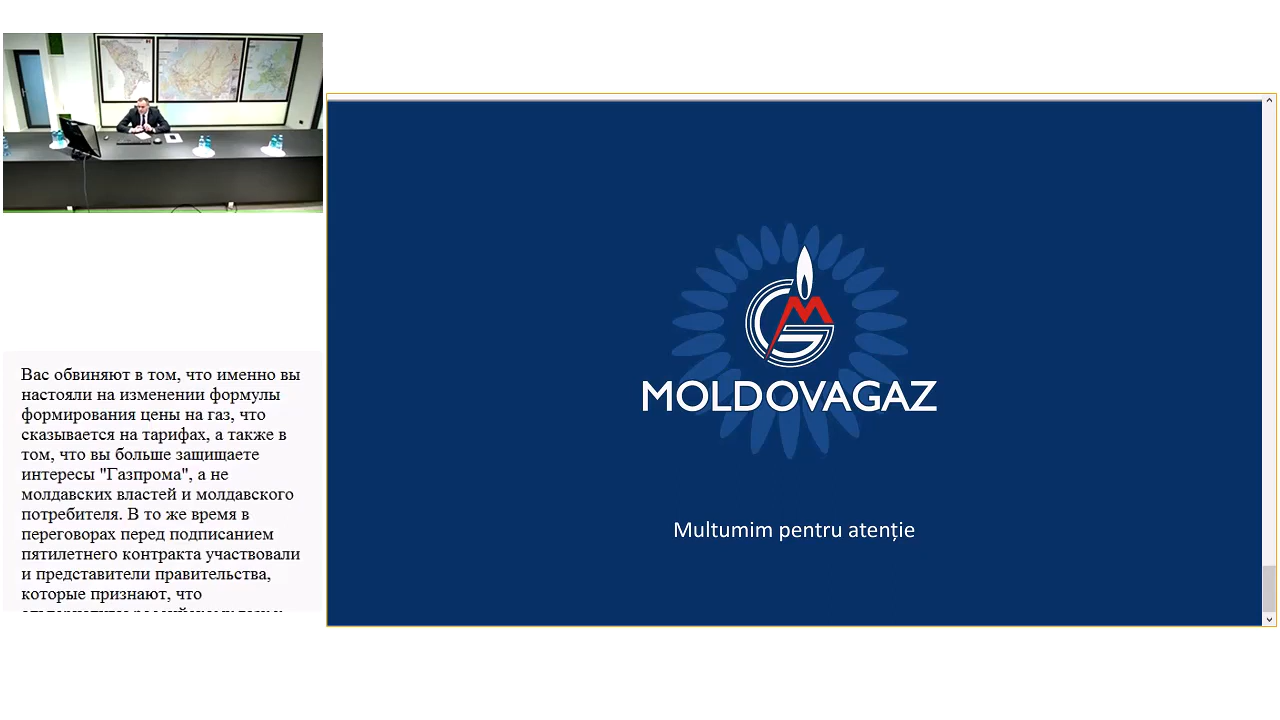 Вас обвиняют в том, что именно вы
настояли на изменении формулы
формирования цены на газ, что
сказывается на тарифах, а также в
том, что вы больше защищаете
интересы "Газпрома", а не
молдавских властей и молдавского
потребителя. В то же время в
переговорах перед подписанием
пятилетнего контракта участвовали
и представители правительства,
которые признают, что
MOLDOVAGAZ
Multumim pentru atenție